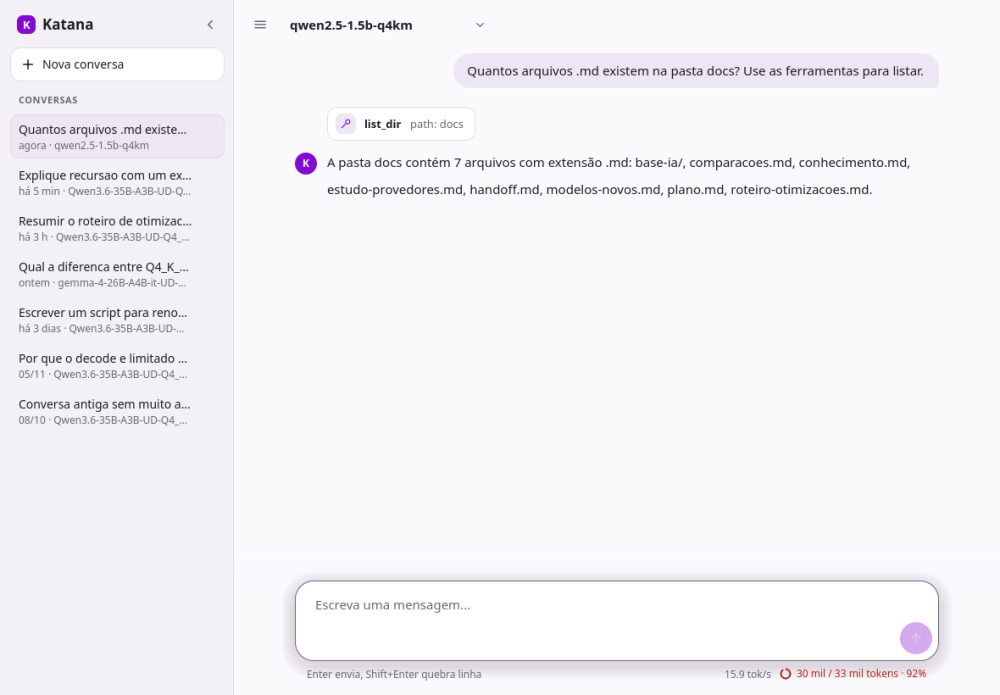 K Katana
Nova conversa
CONVERSAS
Quantos arquivos .md existe...
agora · qwen2.5-1.5b-q4km
Explique recursao com um ex...
há 5 min · Qwen3.6-35B-A3B-UD-Q...
Resumir o roteiro de otimizac...
há 3 h · Qwen3.6-35B-A3B-UD-Q4_...
Qual a diferenca entre Q4_K_...
ontem · gemma-4-26B-A4B-it-UD-...
Escrever um script para reno...
há 3 dias · Qwen3.6-35B-A3B-UD-...
Por que o decode e limitado ...
05/11 · Qwen3.6-35B-A3B-UD-Q4_...
Conversa antiga sem muito a...
08/10 · Qwen3.6-35B-A3B-UD-Q4_...
qwen2.5-1.5b-q4km
Quantos arquivos .md existem na pasta docs? Use as ferramentas para listar.
list_dir path: docs
K A pasta docs contém 7 arquivos com extensão .md: base-ia/, comparacoes.md, conhecimento.md,
estudo-provedores.md, handoff.md, modelos-novos.md, plano.md, roteiro-otimizacoes.md.
Escreva uma mensagem...
Enter envia, Shift+Enter quebra linha
15.9 tok/s 30 mil / 33 mil tokens · 92%